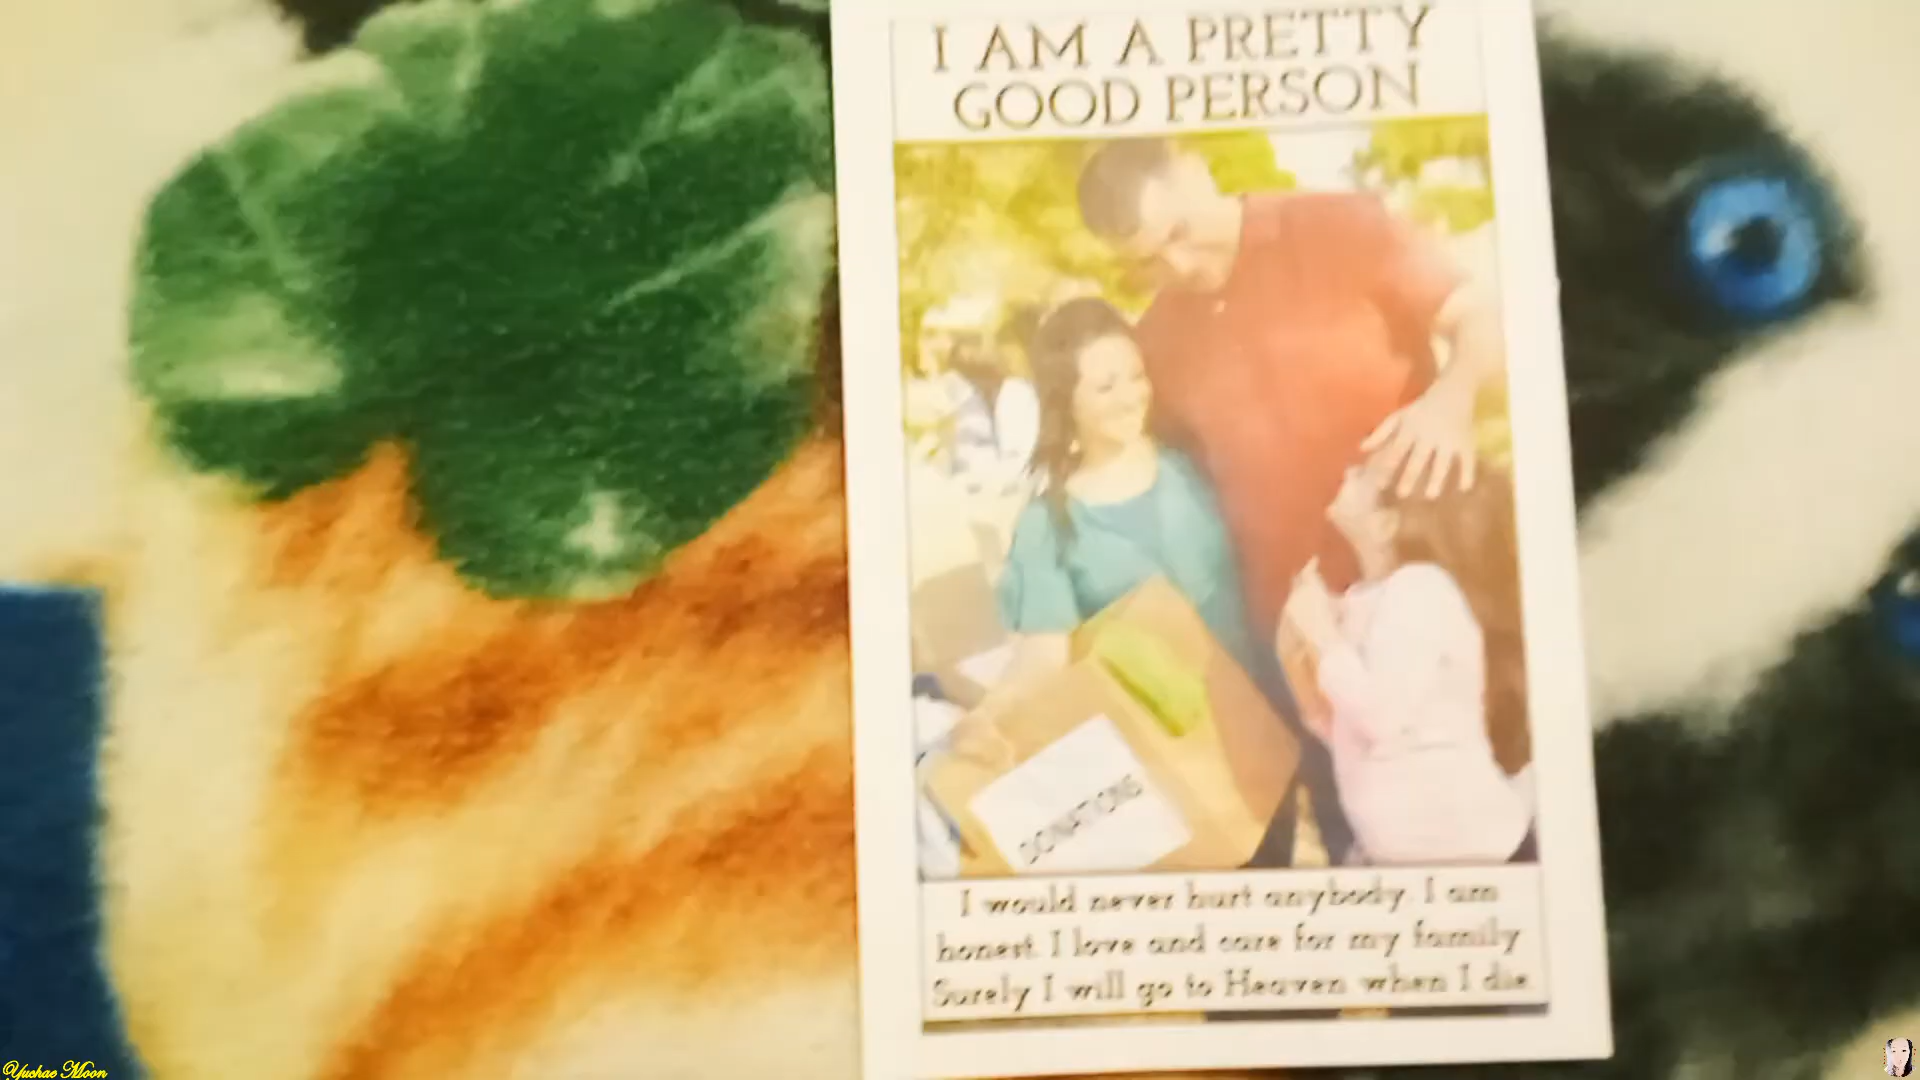 I AM A PRETTY
GOOD PERSON
DONATIONS
I would never hurt anybody. I am
honest. I love and care for my family
Surely I will go to Heaven when I die.
Yuchae Moon